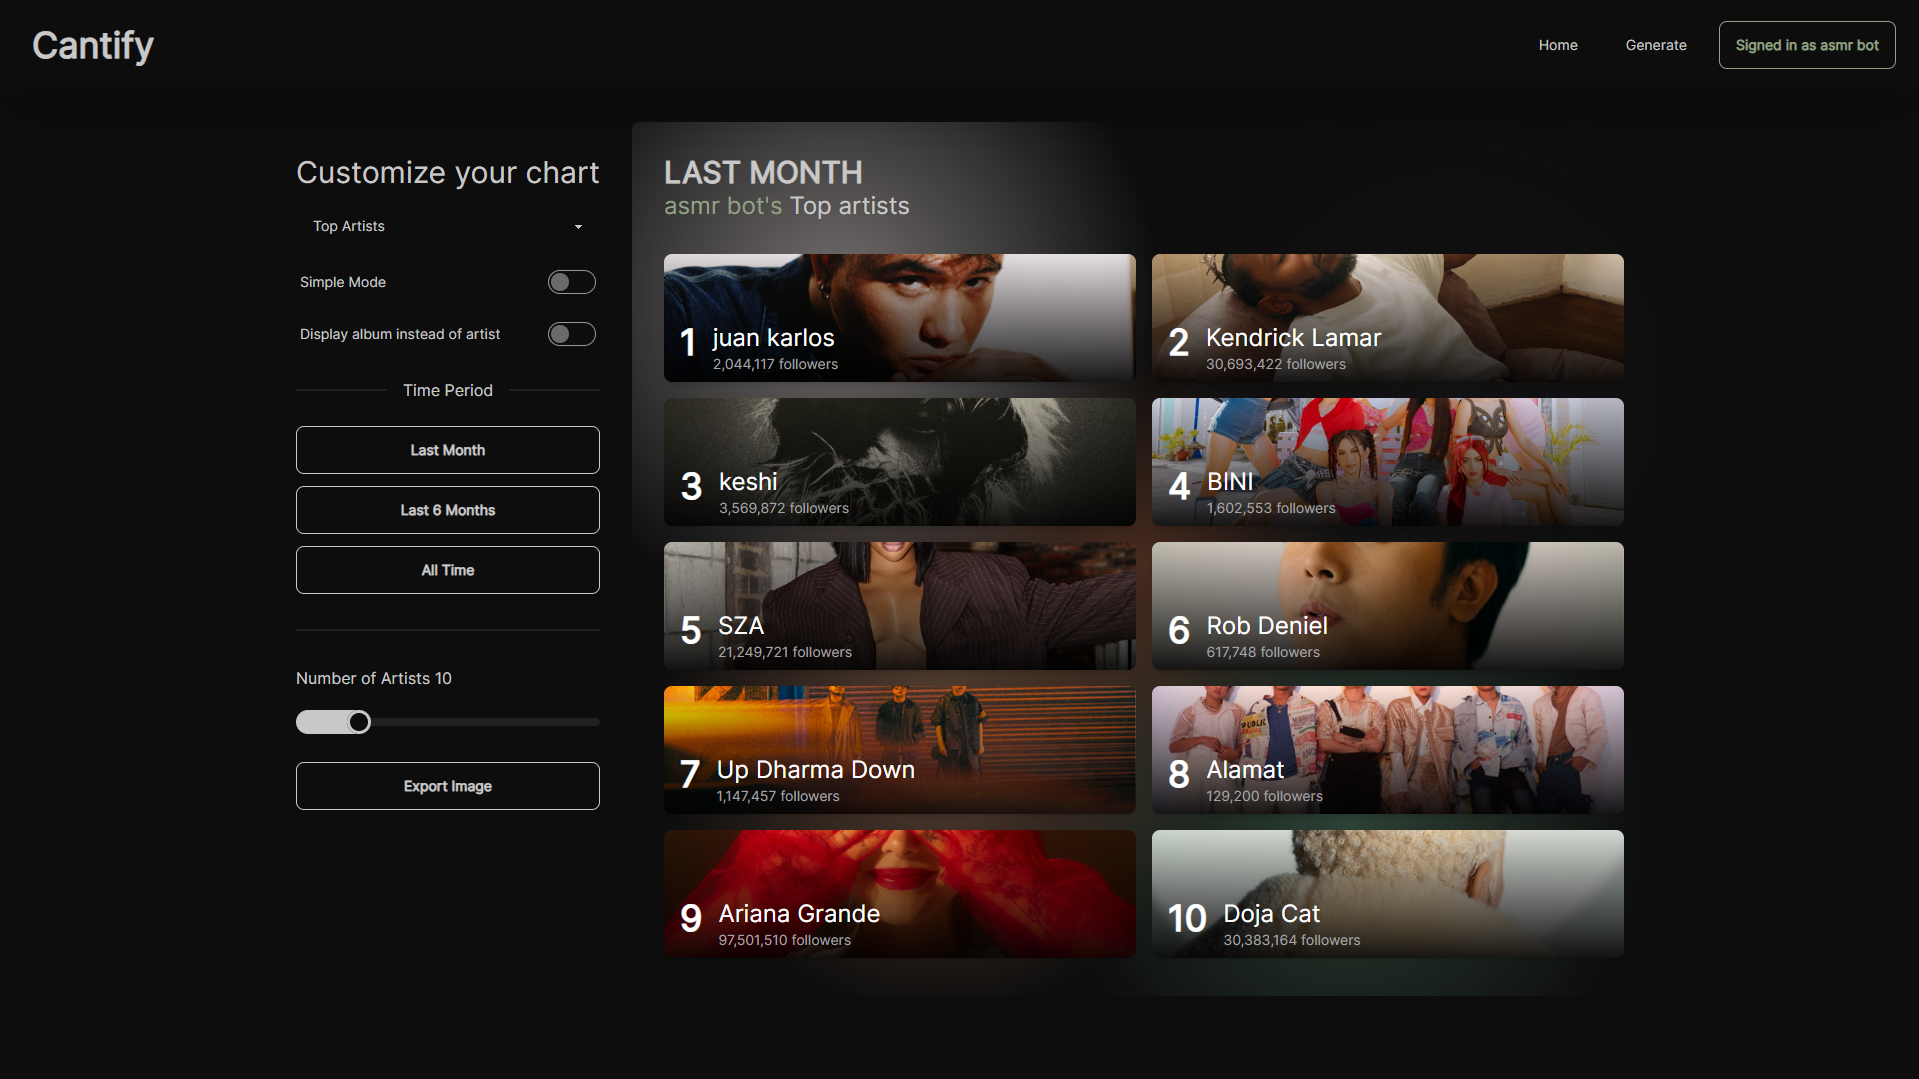 Cantify
Home
Generate
Signed in as asmr bot
Customize your chart
Top Artists
Simple Mode
Display album instead of artist
Time Period
Last Month
Last 6 Months
All Time
Number of Artists 10
Export Image
LAST MONTH
asmr bot's Top artists
1 juan karlos
2,044,117 followers
2 Kendrick Lamar
30,693,422 followers
3 keshi
3,569,872 followers
4 BINI
1,602,553 followers
5 SZA
21,249,721 followers
6 Rob Deniel
617,748 followers
7 Up Dharma Down
1,147,457 followers
PUBLIC
8 Alamat
129,200 followers
9 Ariana Grande
97,501,510 followers
10 Doja Cat
30,383,164 followers